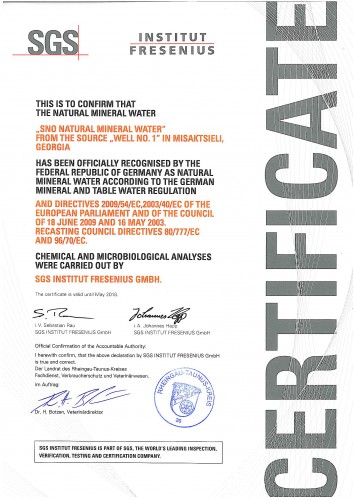 SGS
INSTITUT
FRESENIUS
CERTIFICATE
THIS IS TO CONFIRM THAT
THE NATURAL MINERAL WATER
„SNO NATURAL MINERAL WATER"
FROM THE SOURCE „WELL NO. 1" IN MISAKTSIELI,
GEORGIA
HAS BEEN OFFICIALLY RECOGNISED BY THE
FEDERAL REPUBLIC OF GERMANY AS NATURAL
MINERAL WATER ACCORDING TO THE GERMAN
MINERAL AND TABLE WATER REGULATION
AND DIRECTIVES 2009/54/EC,2003/40/EC OF THE
EUROPEAN PARLIAMENT AND OF THE COUNCIL
OF 18 JUNE 2009 AND 16 MAY 2003.
RECASTING COUNCIL DIRECTIVES 80/777/EC
AND 96/70/EC.
CHEMICAL AND MICROBIOLOGICAL ANALYSES
WERE CARRIED OUT BY
SGS INSTITUT FRESENIUS GMBH.
The certificate is valid until May 2018.
i.V. Sebastian Rau
SGS INSTITUT FRESENIUS GmbH
i.A. Johannes Happ
SGS INSTITUT FRESENIUS GmbH
Official Confirmation of the Accountable Authority:
I herewith confirm, that the above declaration by SGS INSTITUT FRESENIUS GmbH
is true and correct.
Der Landrat des Rheingau-Taunus-Kreises
Fachdienst, Verbraucherschutz und Veterinärwesen.
Im Auftrag:
Dr. H. Botzen, Veterinärdirektor
RHEINGAU-TAUNUS-KREIS
SGS INSTITUT FRESENIUS IS PART OF SGS, THE WORLD'S LEADING INSPECTION,
VERIFICATION, TESTING AND CERTIFICATION COMPANY.